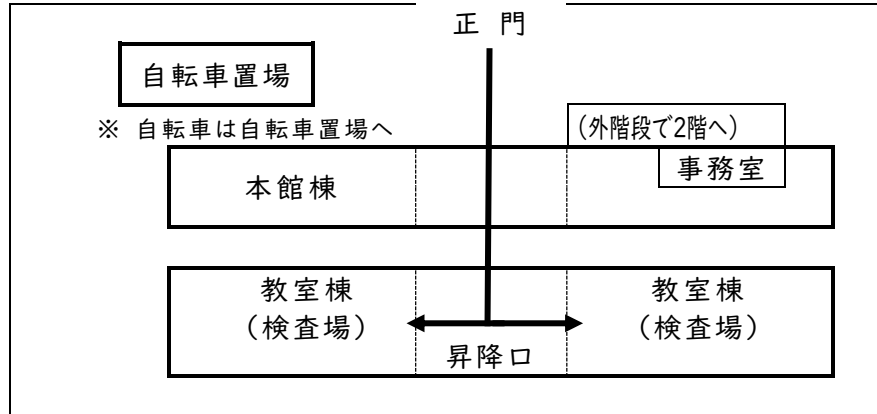 正 門
自転車置場
※ 自転車は自転車置場へ
(外階段で2階へ)
事務室
本館棟
教室棟
(検査場)
教室棟
(検査場)
昇降口